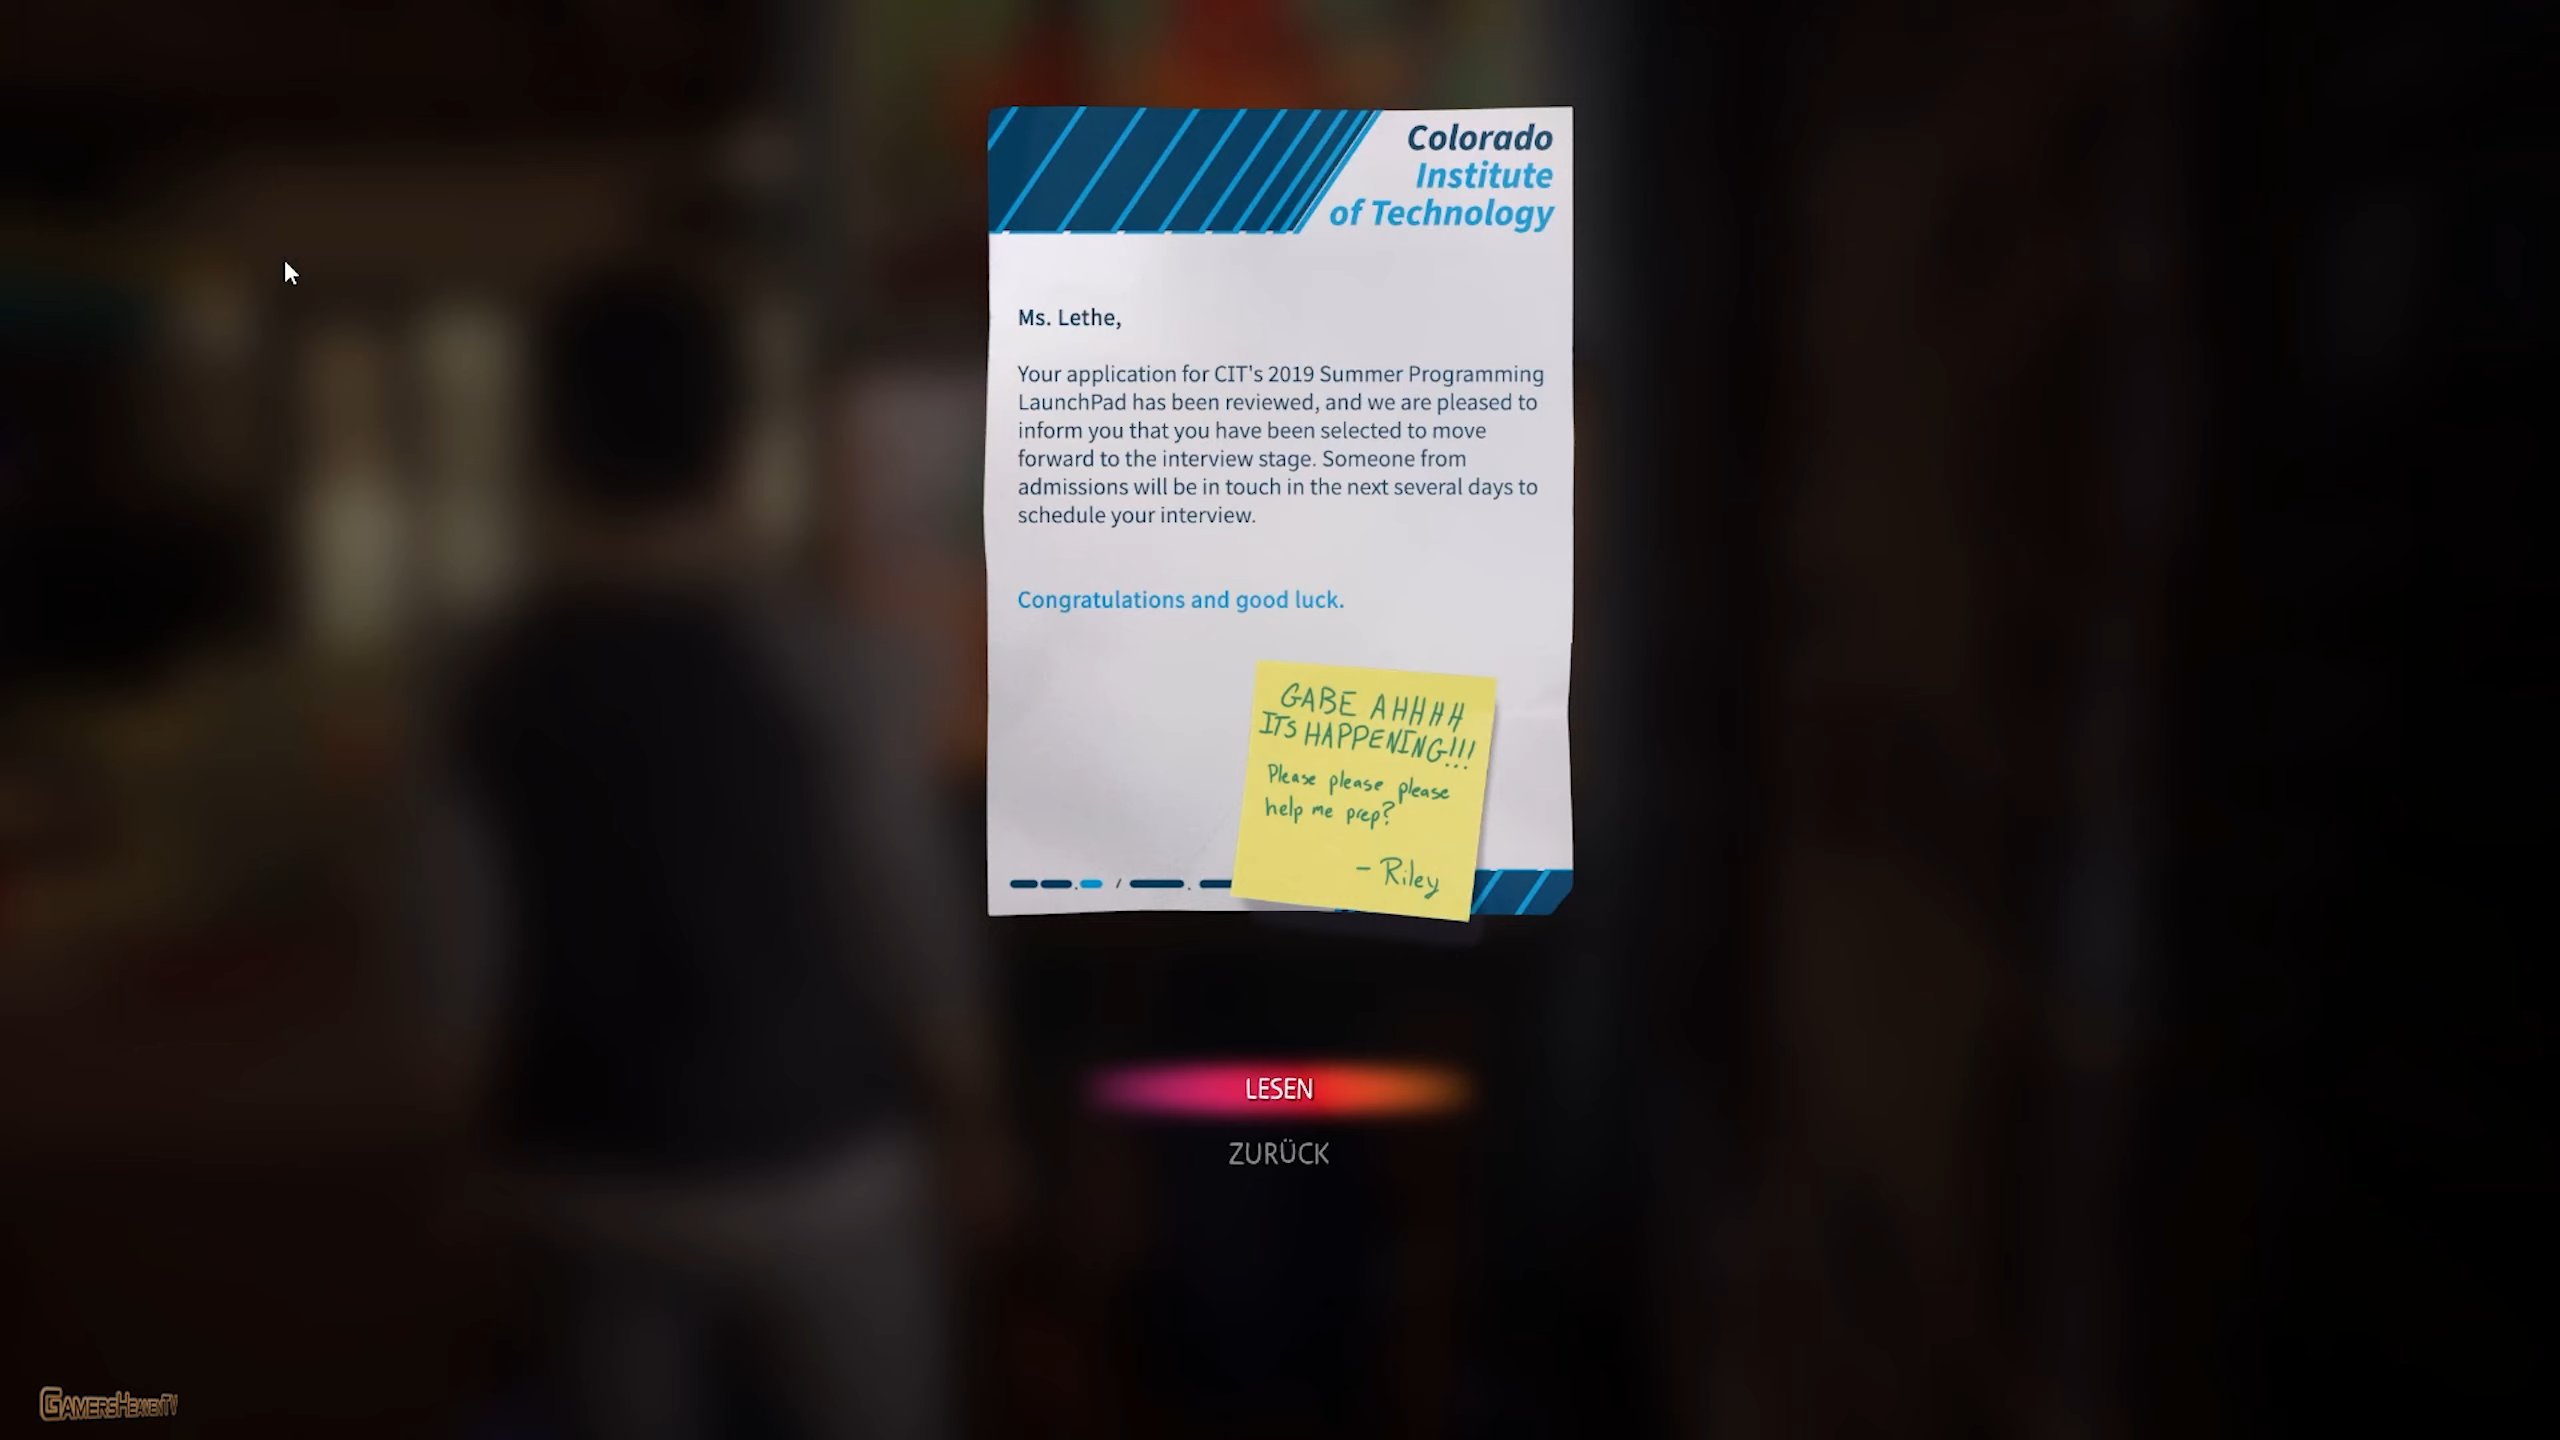 Colorado
Institute
of Technology
Ms. Lethe,
Your application for CIT's 2019 Summer Programming
LaunchPad has been reviewed, and we are pleased to
inform you that you have been selected to move
forward to the interview stage. Someone from
admissions will be in touch in the next several days to
schedule your interview.
Congratulations and good luck.
GABE AHHHH
ITS HAPPENING!!!
Please please please
help me prep?
- Riley
LESEN
ZURÜCK
GAMERSHEAVENTV